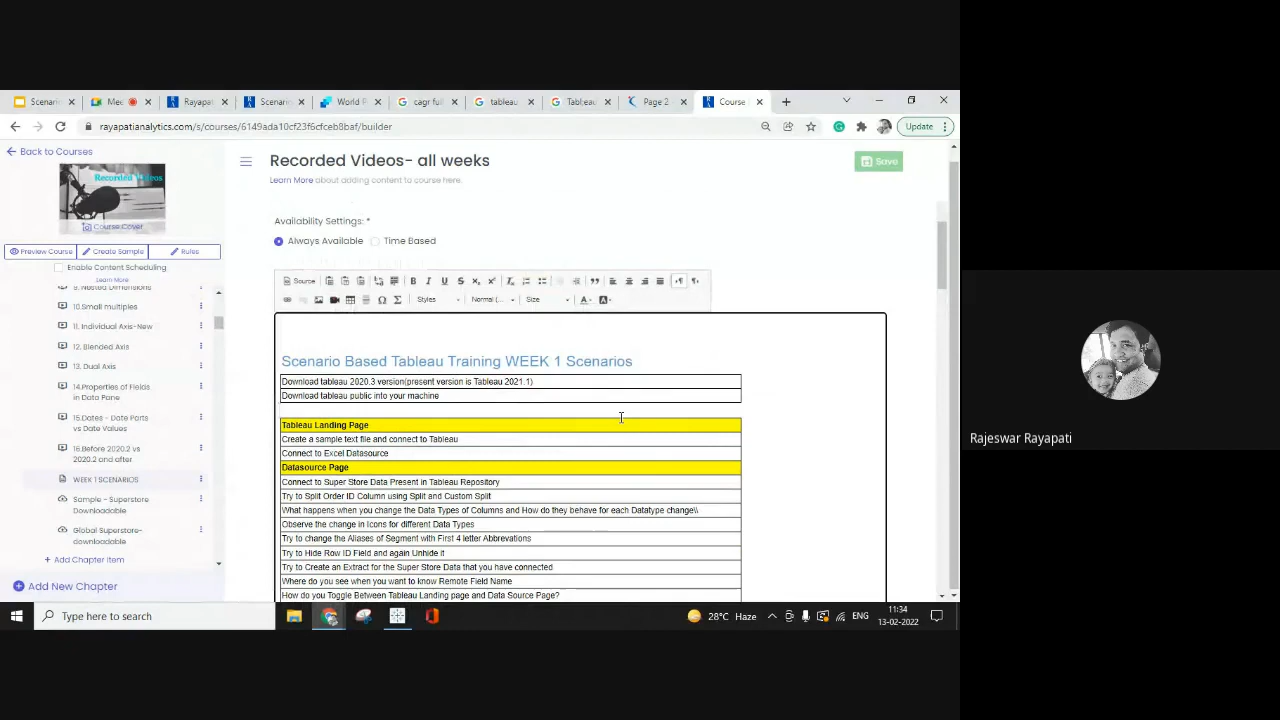 Scenario
Mee
Rayapat
Scenari
World P
cagr ful
tableau
Tableau
Page 2
Course
rayapatianalytics.com/s/courses/6149ada10cf23f6cfceb8baf/builder
Update
Back to Courses
Recorded Videos
Course Cover
Preview Course
Create Sample
Rules
Enable Content Scheduling
Learn More
9. Nested Dimensions
10.Small multiples
11. Individual Axis-New
12. Blended Axis
13. Dual Axis
14.Properties of Fields
in Data Pane
15.Dates - Date Parts
vs Date Values
16.Before 2020.2 vs
2020.2 and after
WEEK 1 SCENARIOS
Sample - Superstore
Downloadable
Global Superstore-
downloadable
+ Add Chapter Item
Add New Chapter
Recorded Videos- all weeks
Save
Learn More about adding content to course here.
Availability Settings: *
Always Available
Time Based
Source
Styles
Normal (...
Size
Scenario Based Tableau Training WEEK 1 Scenarios
Download tableau 2020.3 version(present version is Tableau 2021.1)
Download tableau public into your machine
Tableau Landing Page
Create a sample text file and connect to Tableau
Connect to Excel Datasource
Datasource Page
Connect to Super Store Data Present in Tableau Repository
Try to Split Order ID Column using Split and Custom Split
What happens when you change the Data Types of Columns and How do they behave for each Datatype change\\
Observe the change in Icons for different Data Types
Try to change the Aliases of Segment with First 4 letter Abbrevations
Try to Hide Row ID Field and again Unhide it
Try to Create an Extract for the Super Store Data that you have connected
Where do you see when you want to know Remote Field Name
How do you Toggle Between Tableau Landing page and Data Source Page?
Type here to search
28°C Haze
ENG
11:34
13-02-2022
Rajeswar Rayapati